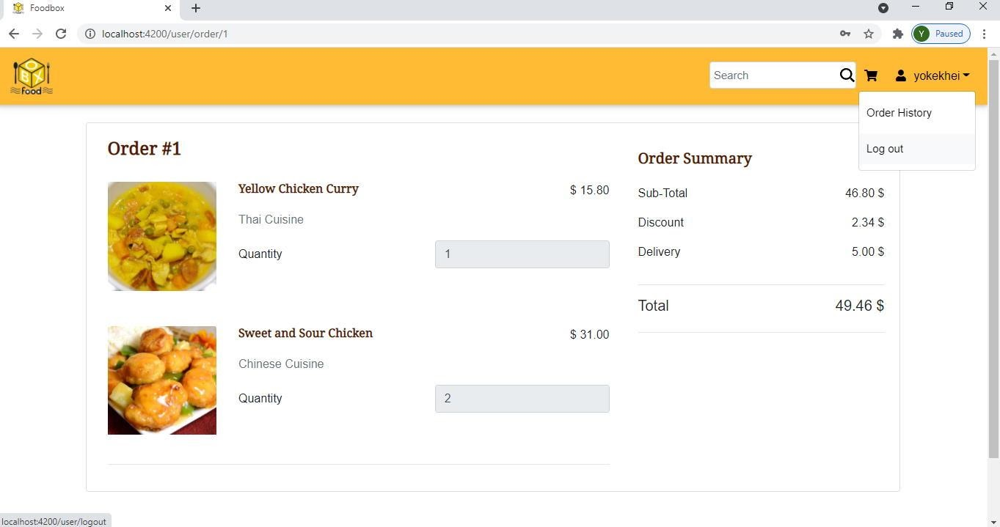 Foodbox
localhost:4200/user/order/1
Y Paused
OBX
Food
Search
yokekhei
Order History
Log out
Order #1
Yellow Chicken Curry $ 15.80
Thai Cuisine
Quantity 1
Sweet and Sour Chicken $ 31.00
Chinese Cuisine
Quantity 2
Order Summary
Sub-Total 46.80 $
Discount 2.34 $
Delivery 5.00 $
Total 49.46 $
localhost:4200/user/logout